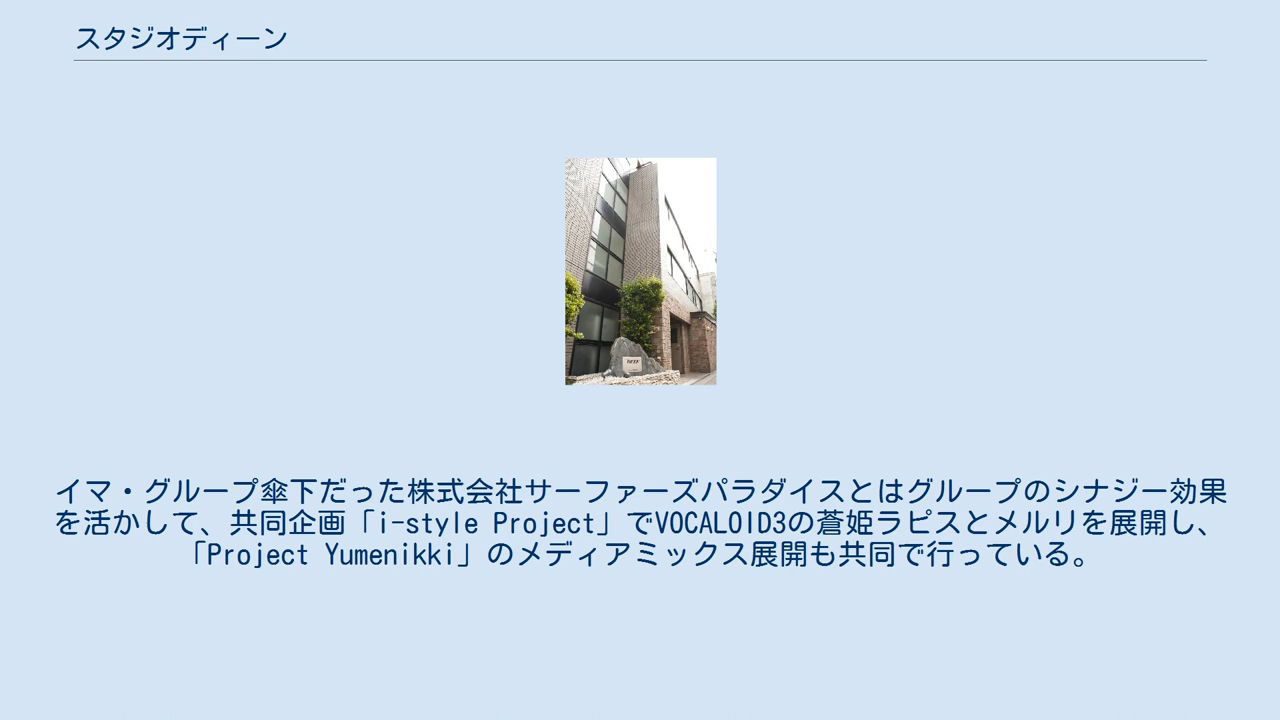 スタジオディーン
イマ・グループ傘下だった株式会社サーファーズパラダイスとはグループのシナジー効果
を活かして、共同企画「i-style Project」でVOCALOID3の蒼姫ラピスとメルリを展開し、
「Project Yumenikki」のメディアミックス展開も共同で行っている。